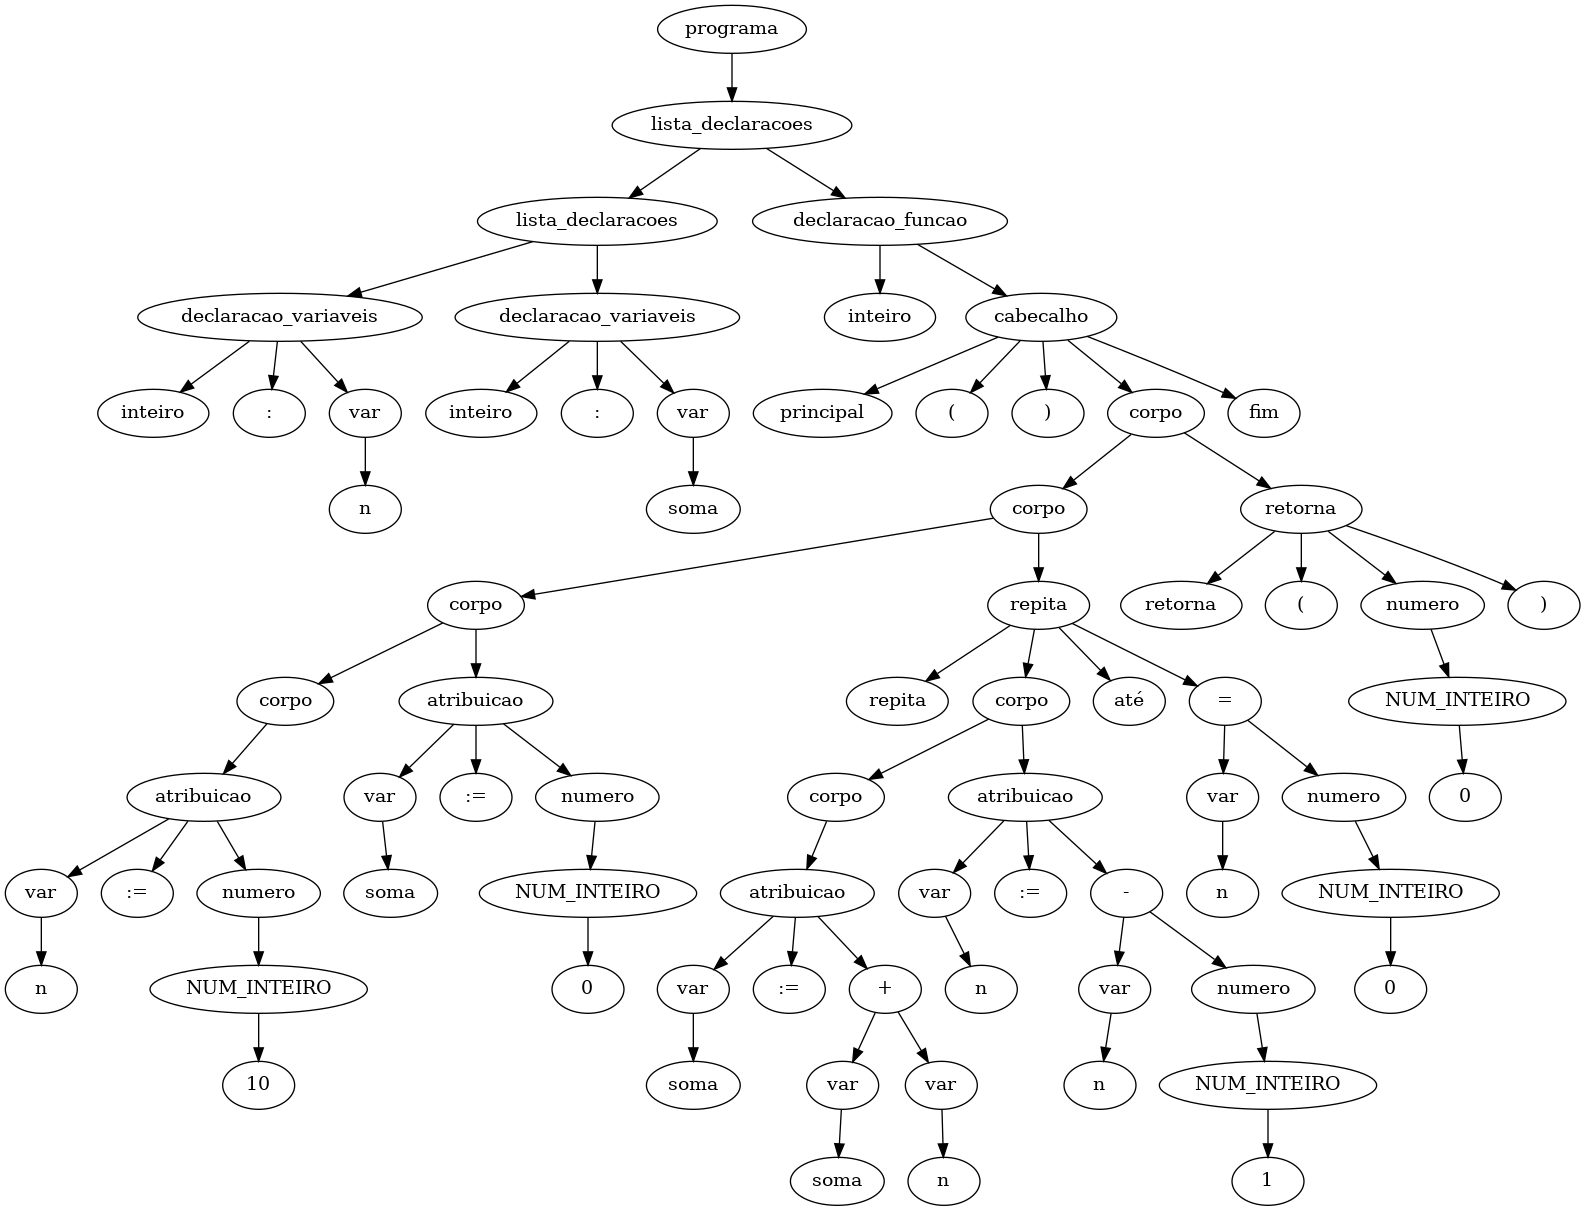 programa
lista_declaracoes
lista_declaracoes declaracao_funcao
declaracao_variaveis declaracao_variaveis inteiro cabecalho
inteiro : var inteiro : var principal ( ) corpo fim
n soma corpo retorna
corpo repita retorna ( numero )
corpo atribuicao repita corpo até = NUM_INTEIRO
atribuicao var := numero corpo atribuicao var numero 0
var := numero soma NUM_INTEIRO atribuicao var := - n NUM_INTEIRO
n NUM_INTEIRO 0 var := + n var numero 0
10 soma var var n NUM_INTEIRO
soma n 1